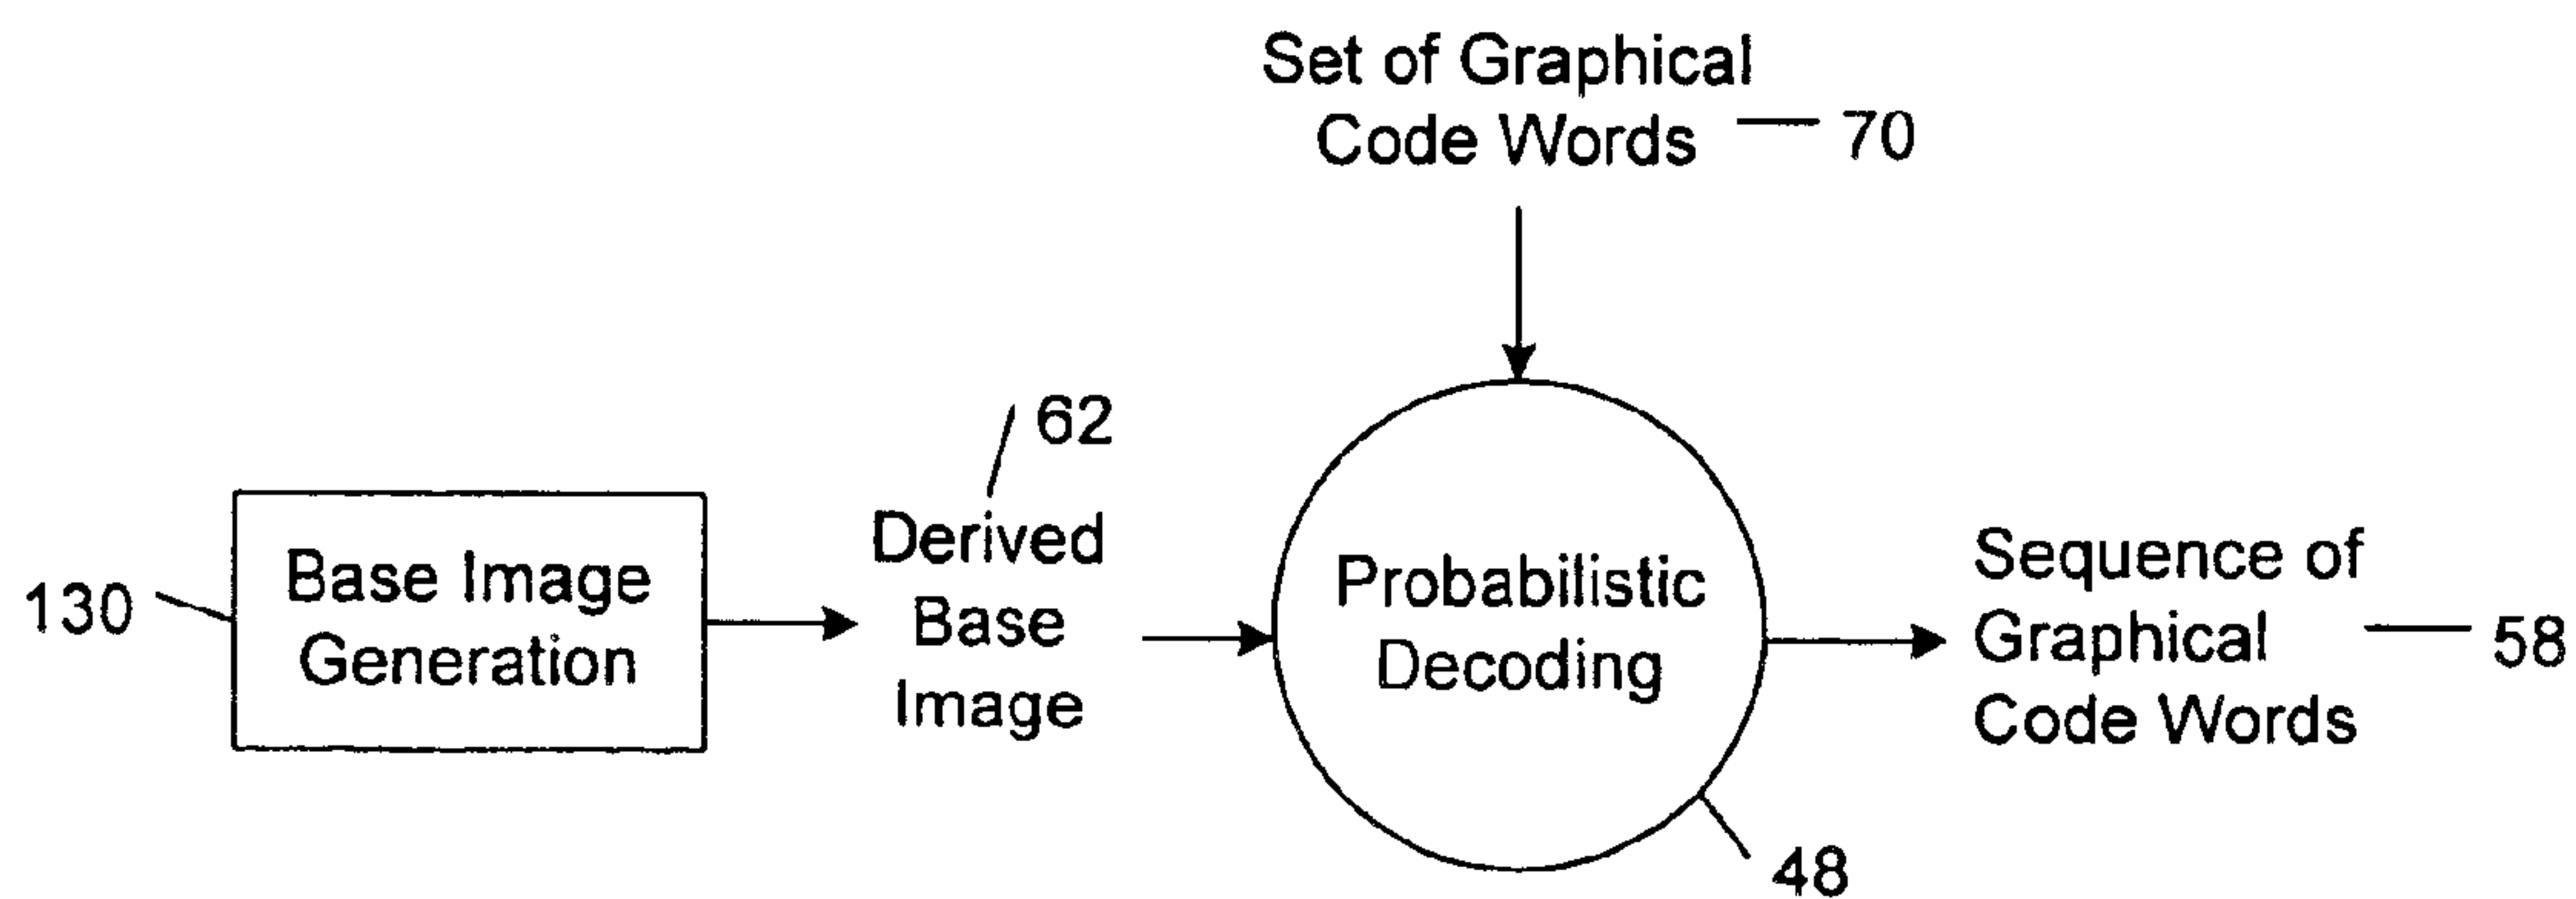 Set of Graphical
Code Words 70
62
Derived
Base
Image
130
Base Image
Generation
Probabilistic
Decoding
Sequence of
Graphical
Code Words
58
48